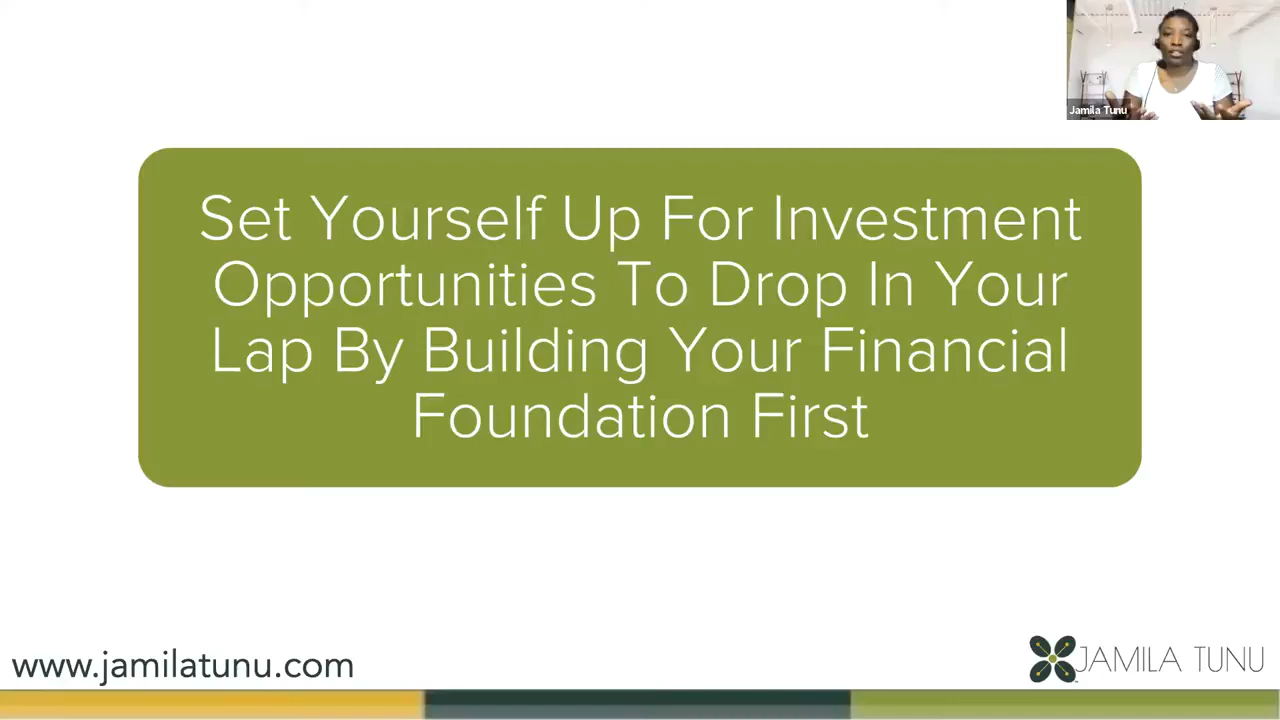 Jamila Tunu
Set Yourself Up For Investment
Opportunities To Drop In Your
Lap By Building Your Financial
Foundation First
www.jamilatunu.com
JAMILA TUNU